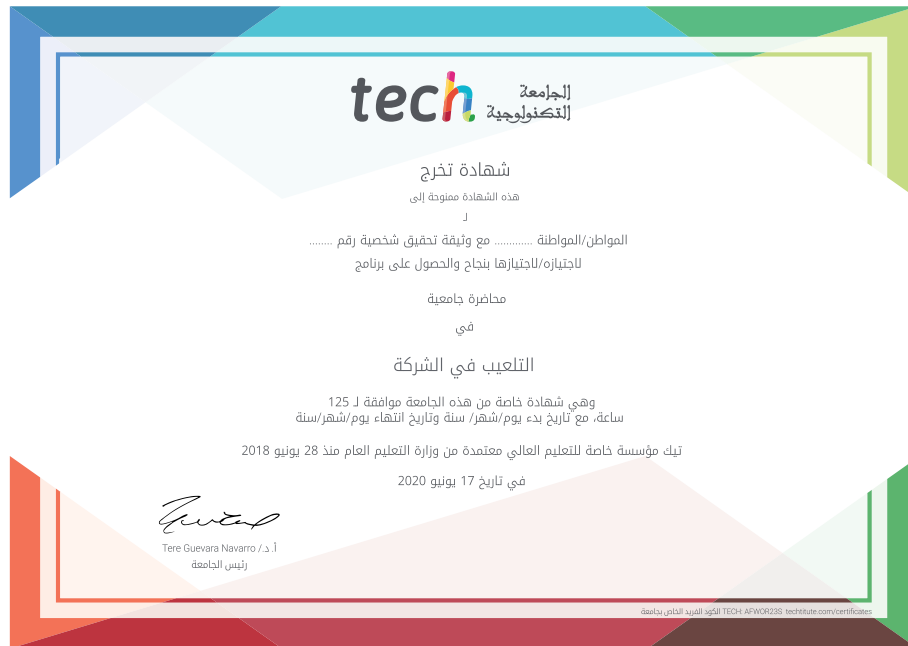 tech الجامعة
التكنولوجية
شهادة تخرج
هذه الشهادة ممنوحة إلى
لـ
المواطن/المواطنة ............. مع وثيقة تحقيق شخصية رقم ........
لاجتيازه/لاجتيازها بنجاح والحصول على برنامج
محاضرة جامعية
في
التلعيب في الشركة
وهي شهادة خاصة من هذه الجامعة موافقة لـ 125
ساعة، مع تاريخ بدء يوم/شهر/ سنة وتاريخ انتهاء يوم/شهر/سنة
تيك مؤسسة خاصة للتعليم العالي معتمدة من وزارة التعليم العام منذ 28 يونيو 2018
في تاريخ 17 يونيو 2020
أ.د./ Tere Guevara Navarro
رئيس الجامعة
الكود الفريد الخاص بجامعة TECH: AFWOR23S techtitute.com/certificates